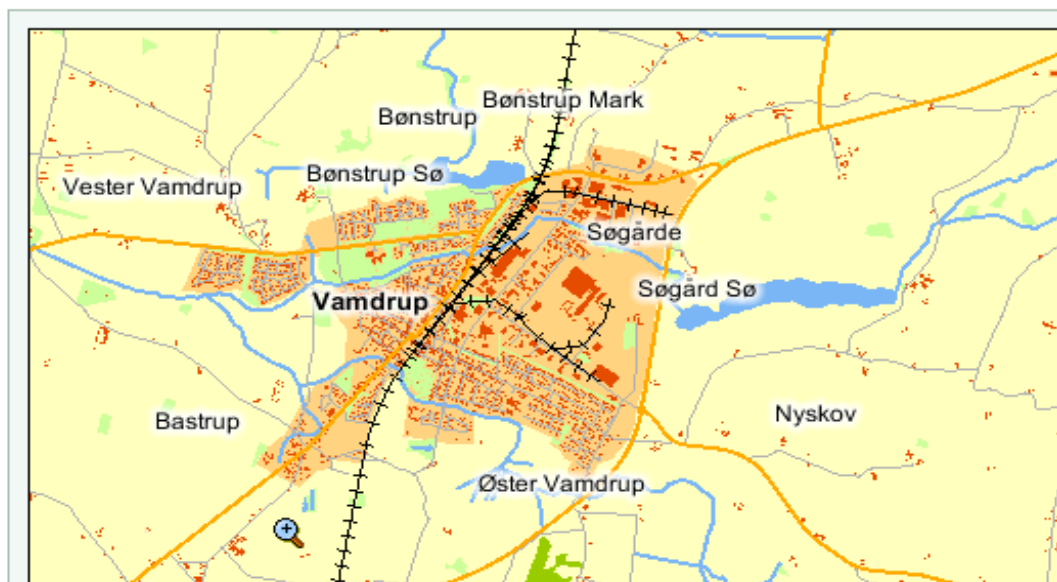 Bønstrup Mark
Bønstrup
Bønstrup Sø
Vester Vamdrup
Søgårde
Søgård Sø
Vamdrup
Bastrup
Nyskov
Øster Vamdrup